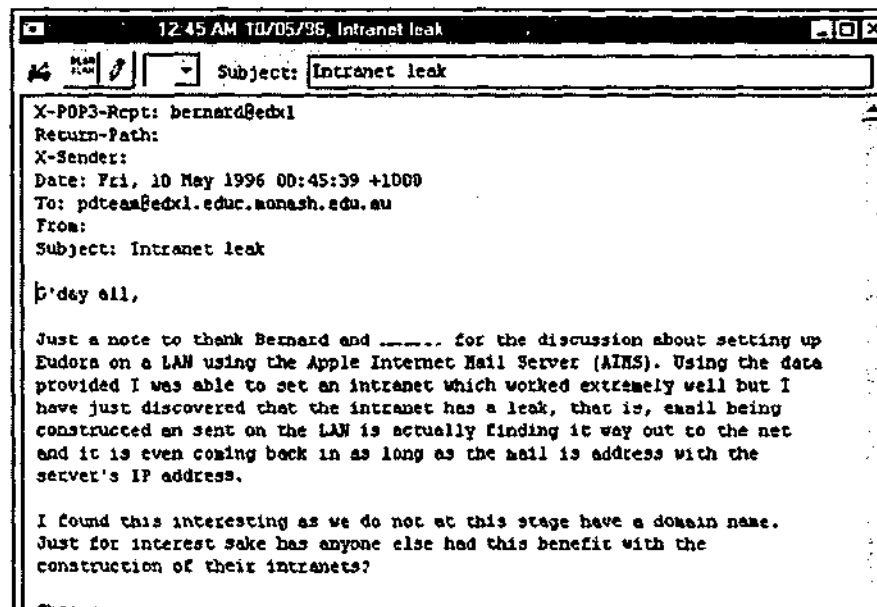 12:45 AM 10/05/96, Intranet leak
Subject: Intranet leak
X-POP3-Rcpt: bernard@edx1
Return-Path:
X-Sender:
Date: Fri, 10 May 1996 00:45:39 +1000
To: pdteam@edx1.educ.monash.edu.au
From:
Subject: Intranet leak
G'day all,
Just a note to thank Bernard and ....... for the discussion about setting up
Eudora on a LAN using the Apple Internet Mail Server (AIMS). Using the data
provided I was able to set an intranet which worked extremely well but I
have just discovered that the intranet has a leak, that is, email being
constructed an sent on the LAN is actually finding it way out to the net
and it is even coming back in as long as the mail is address with the
server's IP address.
I found this interesting as we do not at this stage have a domain name.
Just for interest sake has anyone else had this benefit with the
construction of their intranets?